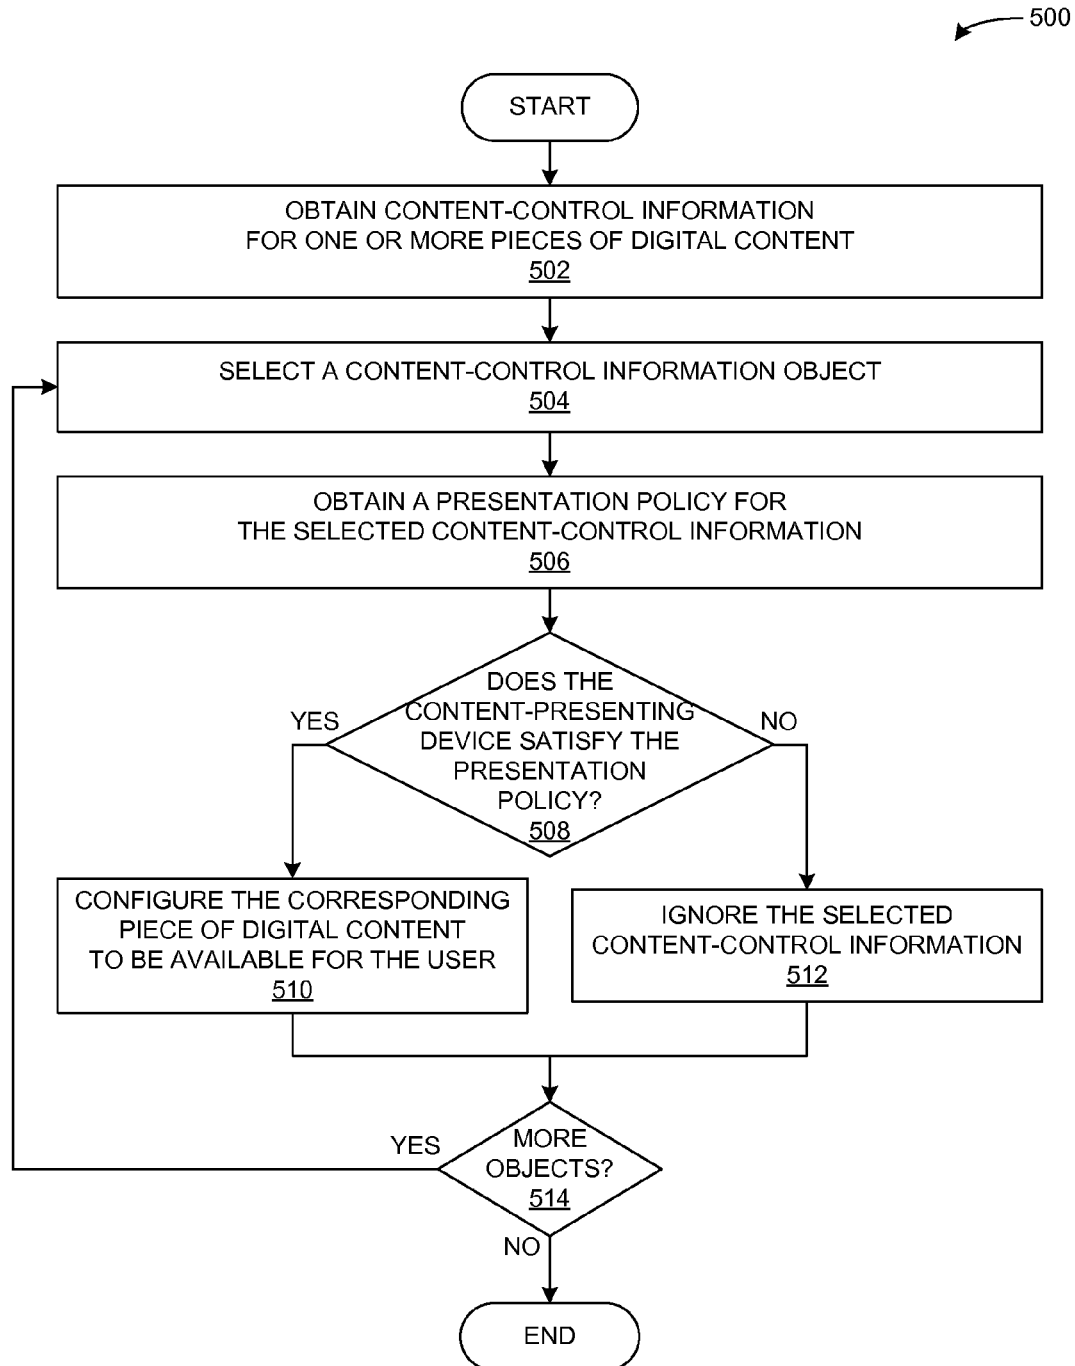 500
START
OBTAIN CONTENT-CONTROL INFORMATION
FOR ONE OR MORE PIECES OF DIGITAL CONTENT
502
SELECT A CONTENT-CONTROL INFORMATION OBJECT
504
OBTAIN A PRESENTATION POLICY FOR
THE SELECTED CONTENT-CONTROL INFORMATION
506
DOES THE
CONTENT-PRESENTING
DEVICE SATISFY THE
PRESENTATION
POLICY?
508
YES
NO
CONFIGURE THE CORRESPONDING
PIECE OF DIGITAL CONTENT
TO BE AVAILABLE FOR THE USER
510
IGNORE THE SELECTED
CONTENT-CONTROL INFORMATION
512
MORE
OBJECTS?
514
YES
NO
END